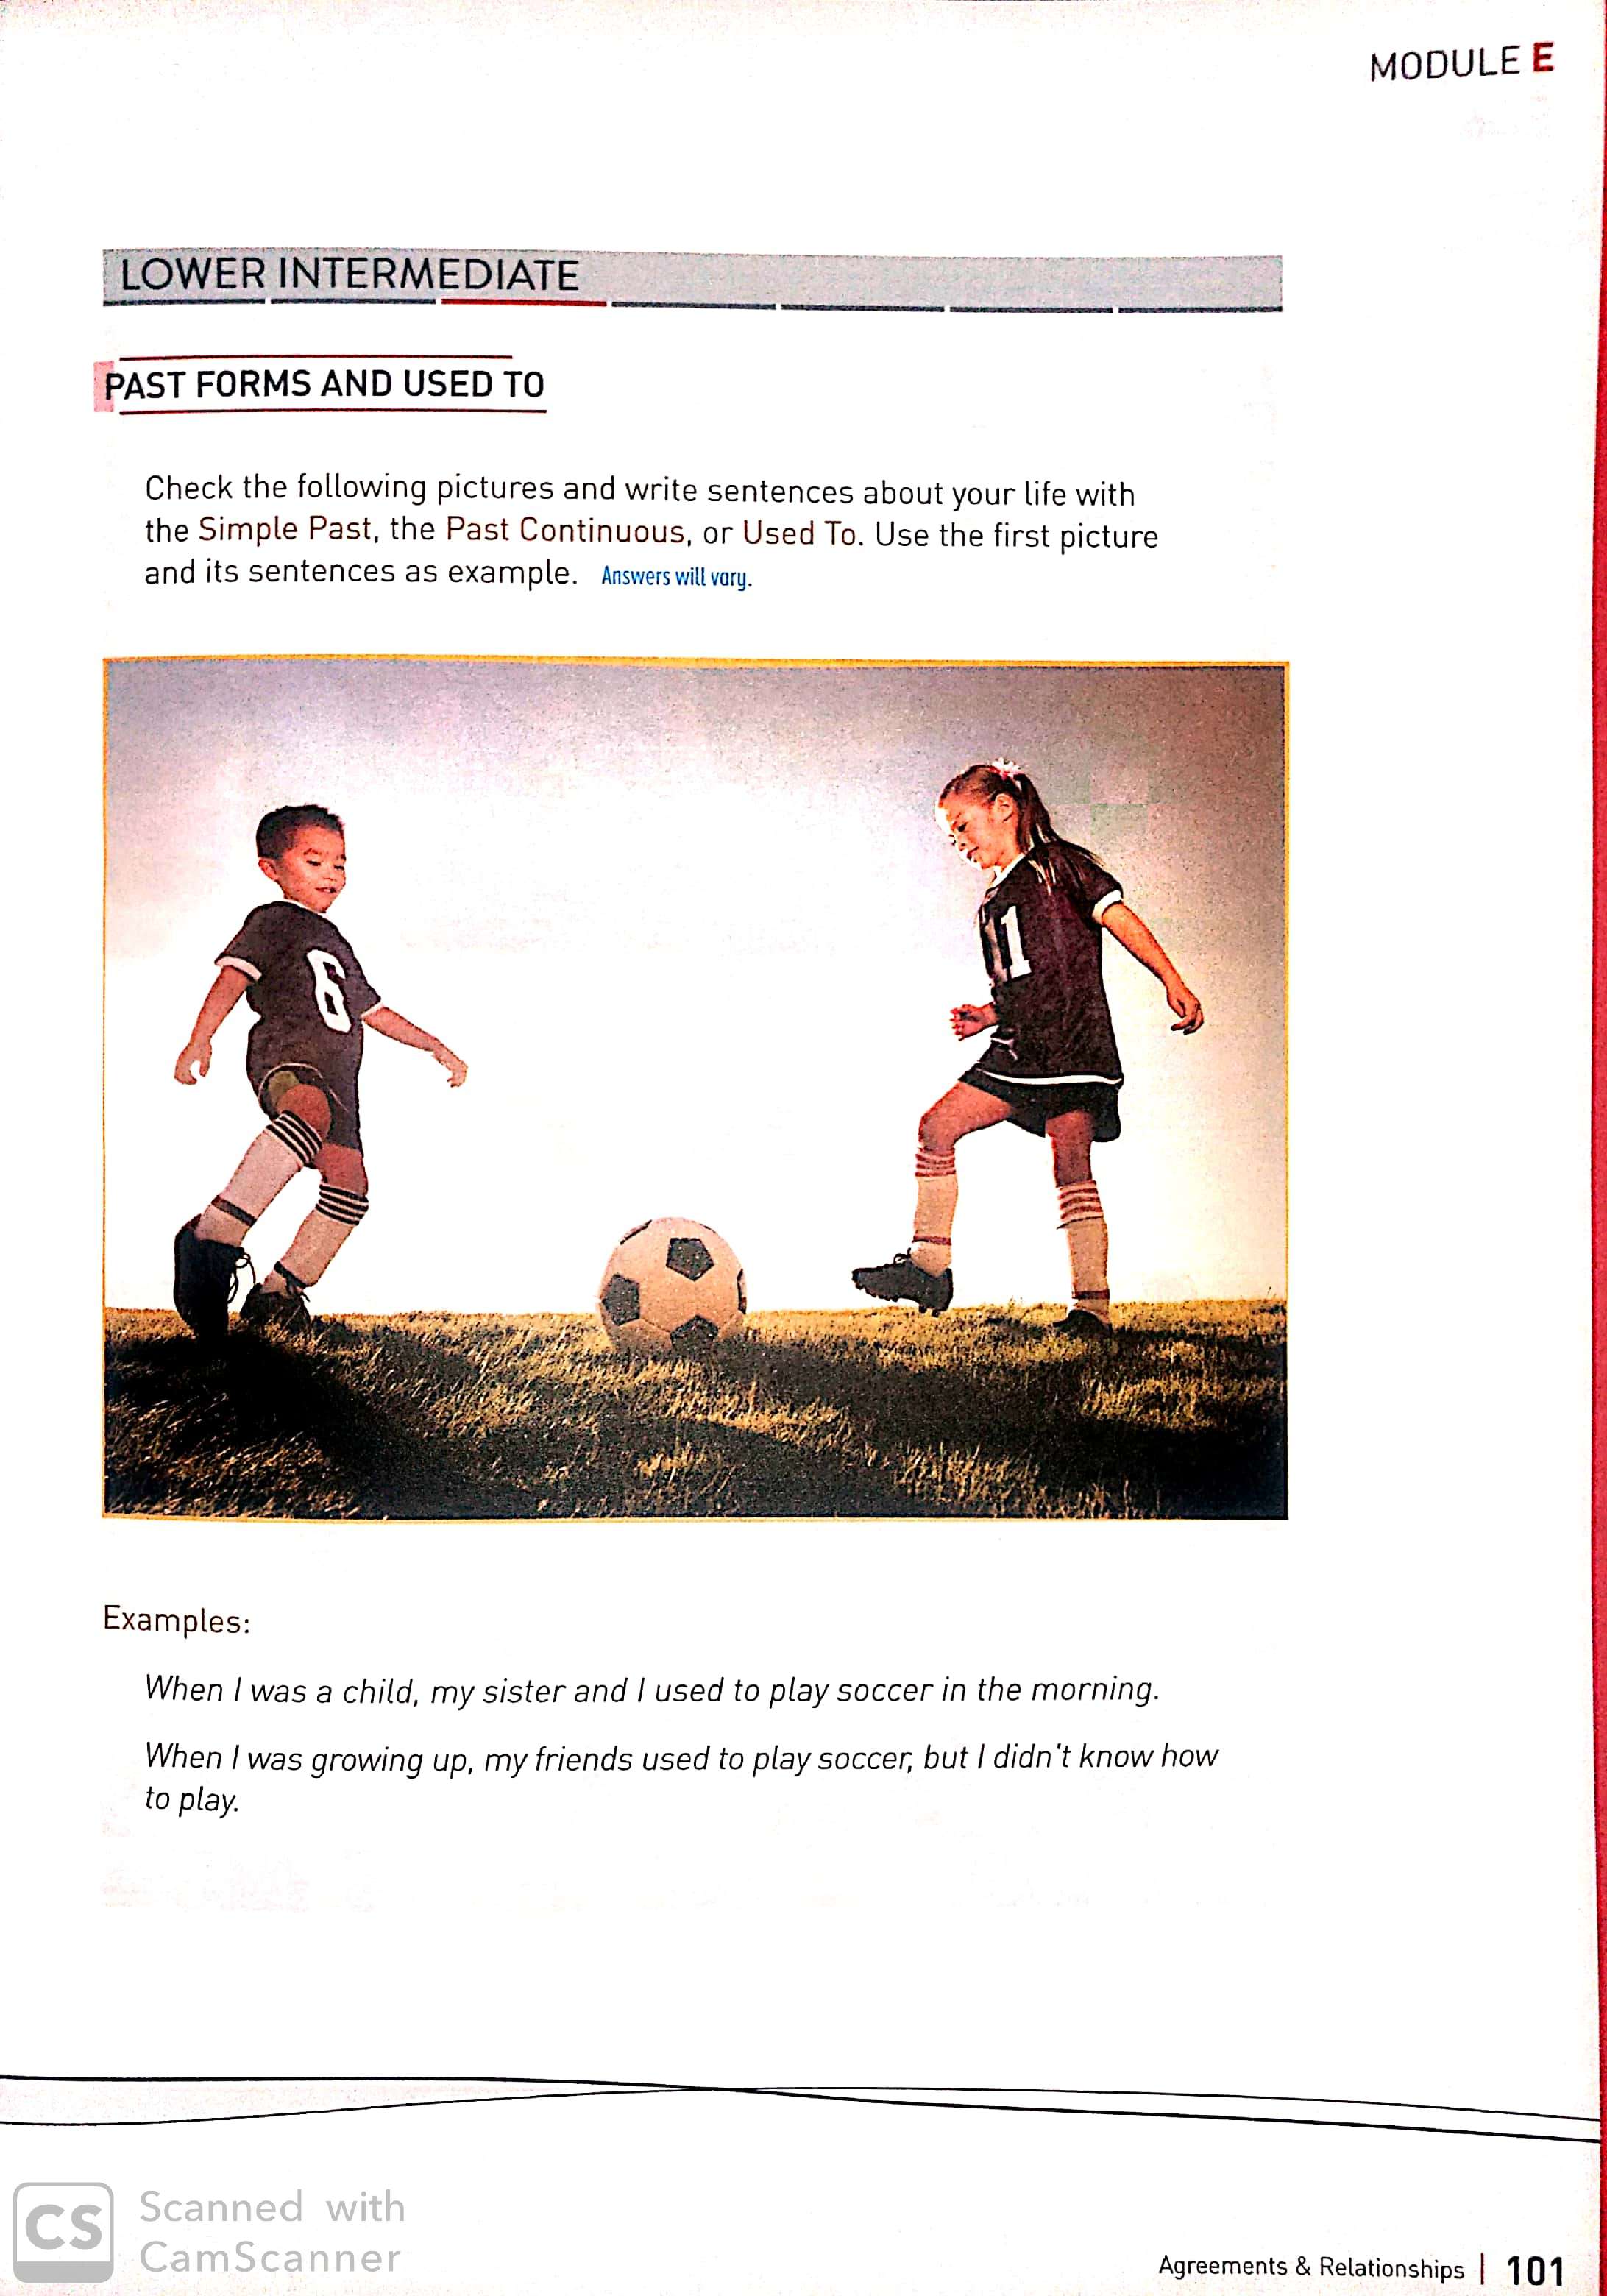 MODULE E
LOWER INTERMEDIATE
PAST FORMS AND USED TO
Check the following pictures and write sentences about your life with
the Simple Past, the Past Continuous, or Used To. Use the first picture
and its sentences as example. Answers will vary.
6
11
Examples:
When I was a child, my sister and I used to play soccer in the morning.
When I was growing up, my friends used to play soccer, but I didn't know how
to play.
CS
Scanned with
CamScanner
Agreements & Relationships | 101